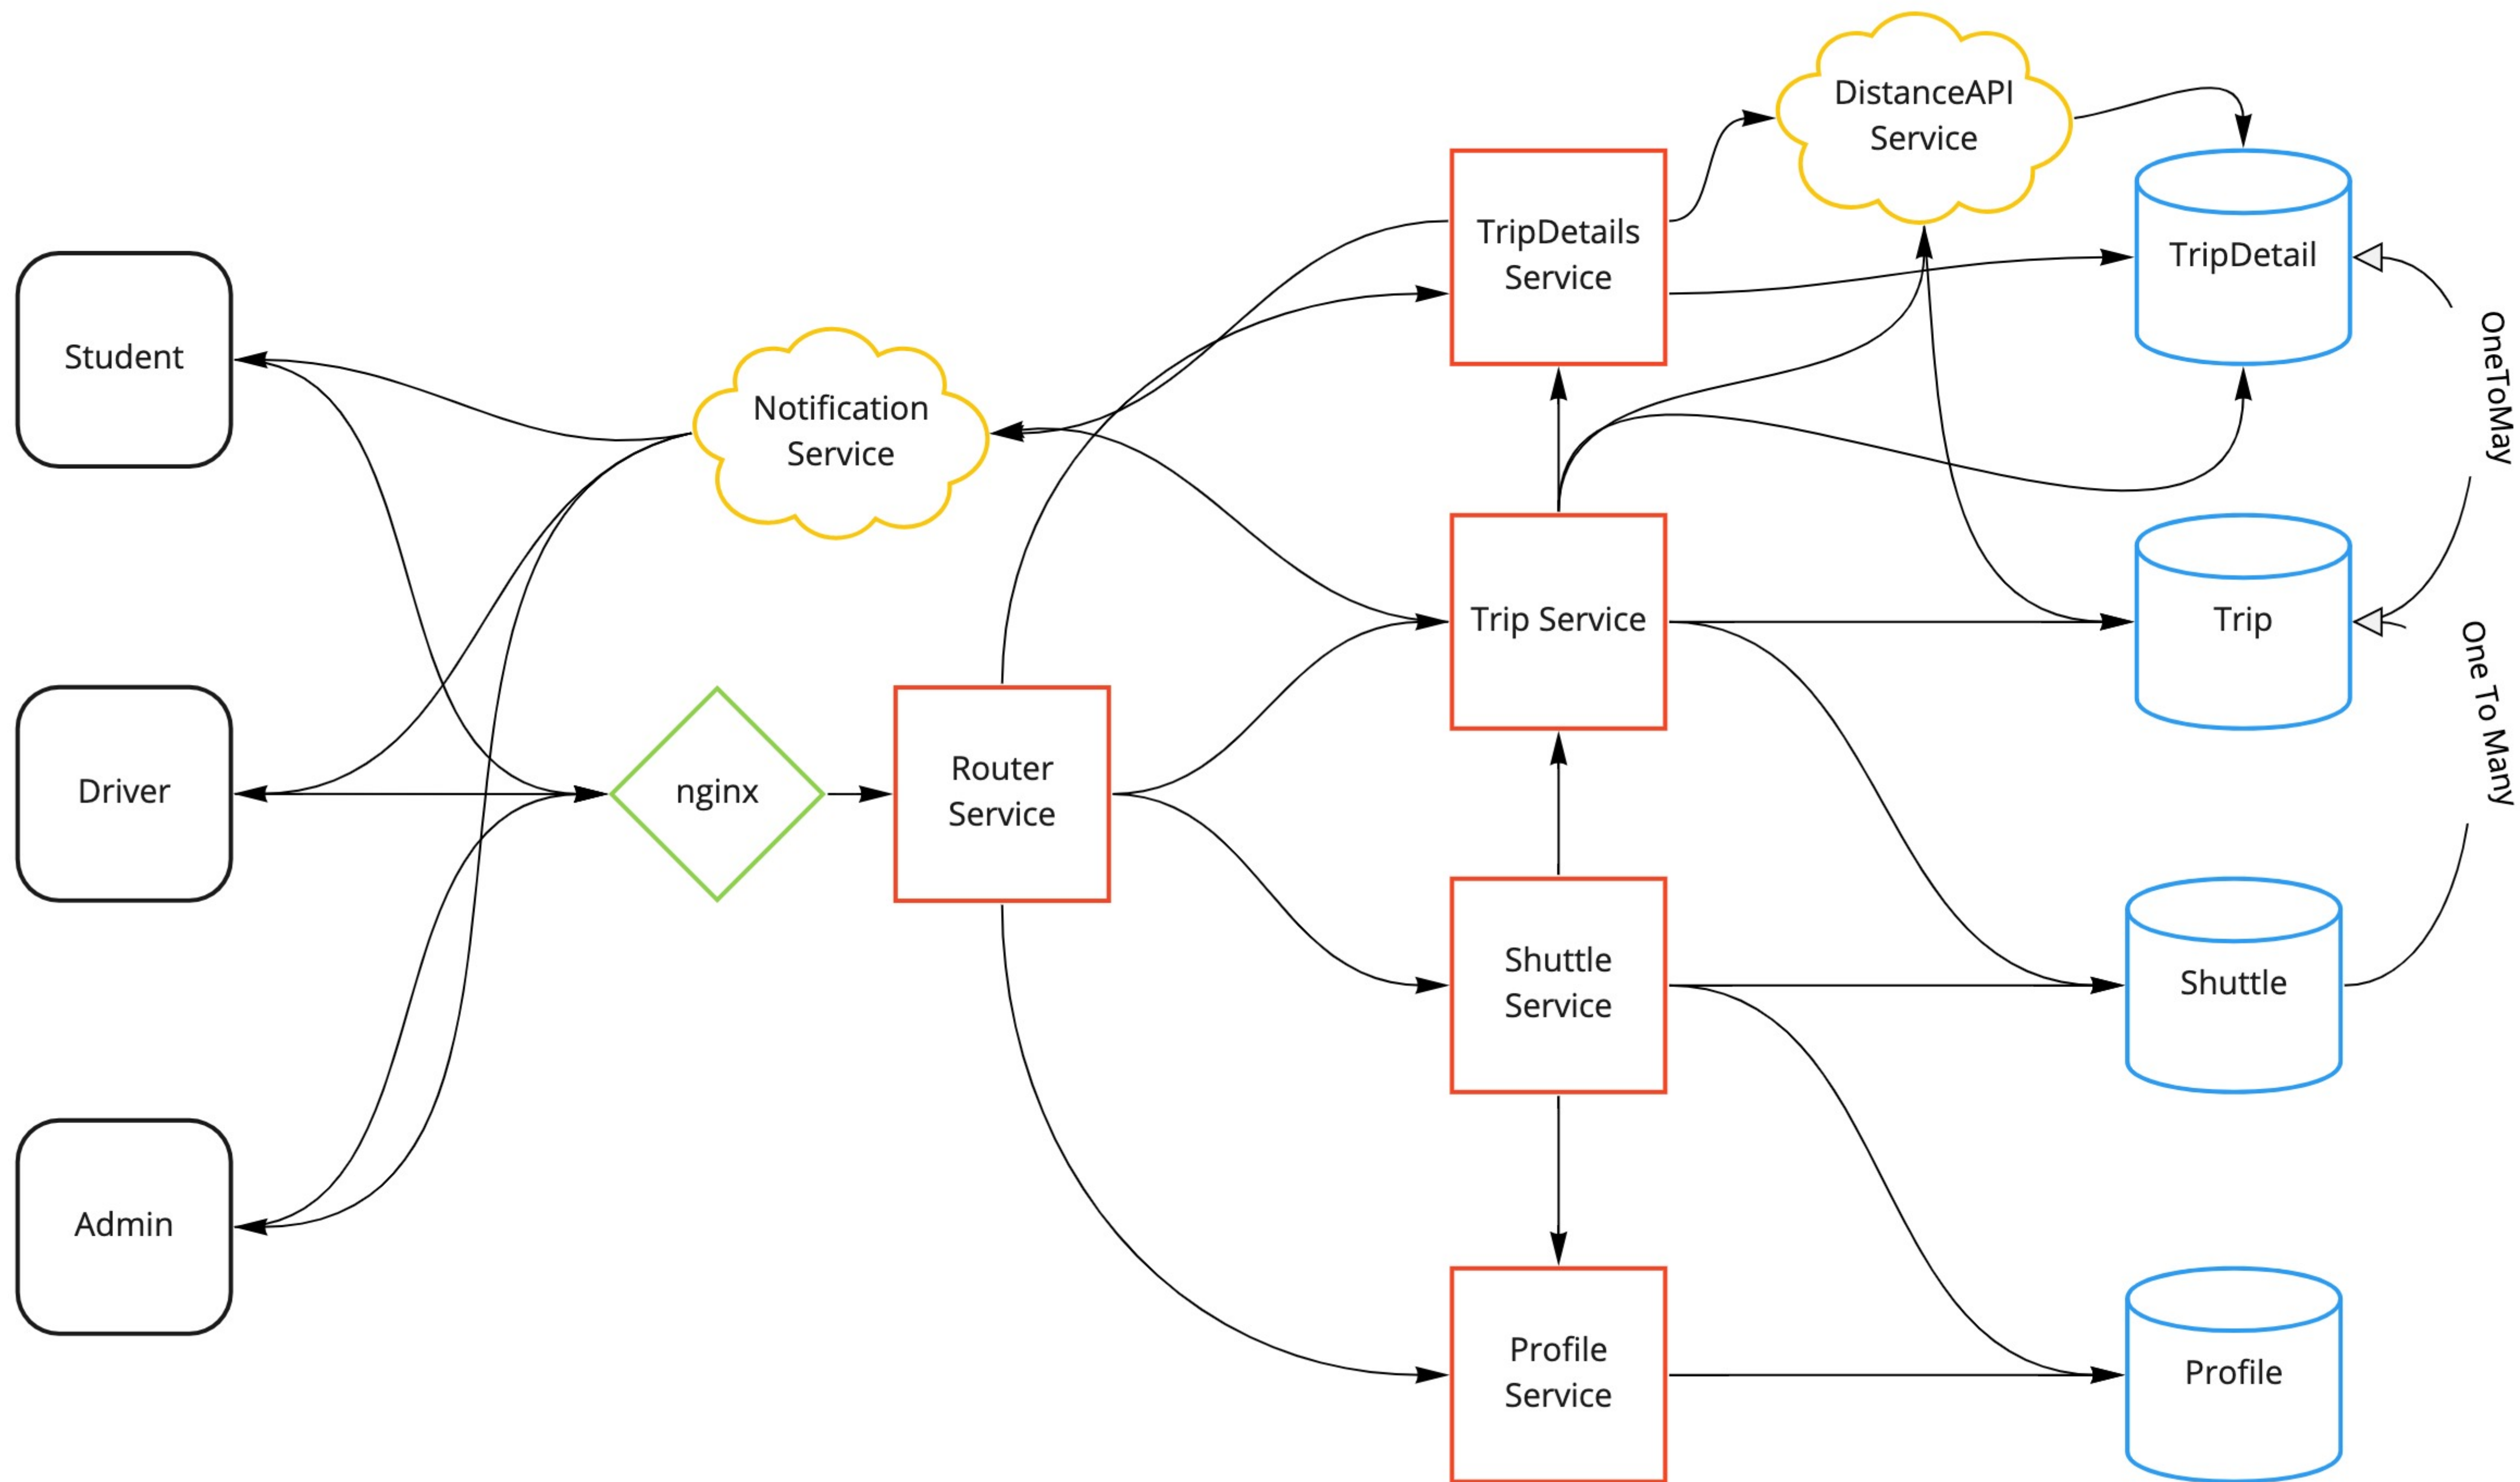 DistanceAPI
Service
TripDetails
Service
TripDetail
Student
Notification
Service
OneToMay
Trip Service
Trip
One To Many
Driver
nginx
Router
Service
Shuttle
Service
Shuttle
Admin
Profile
Service
Profile